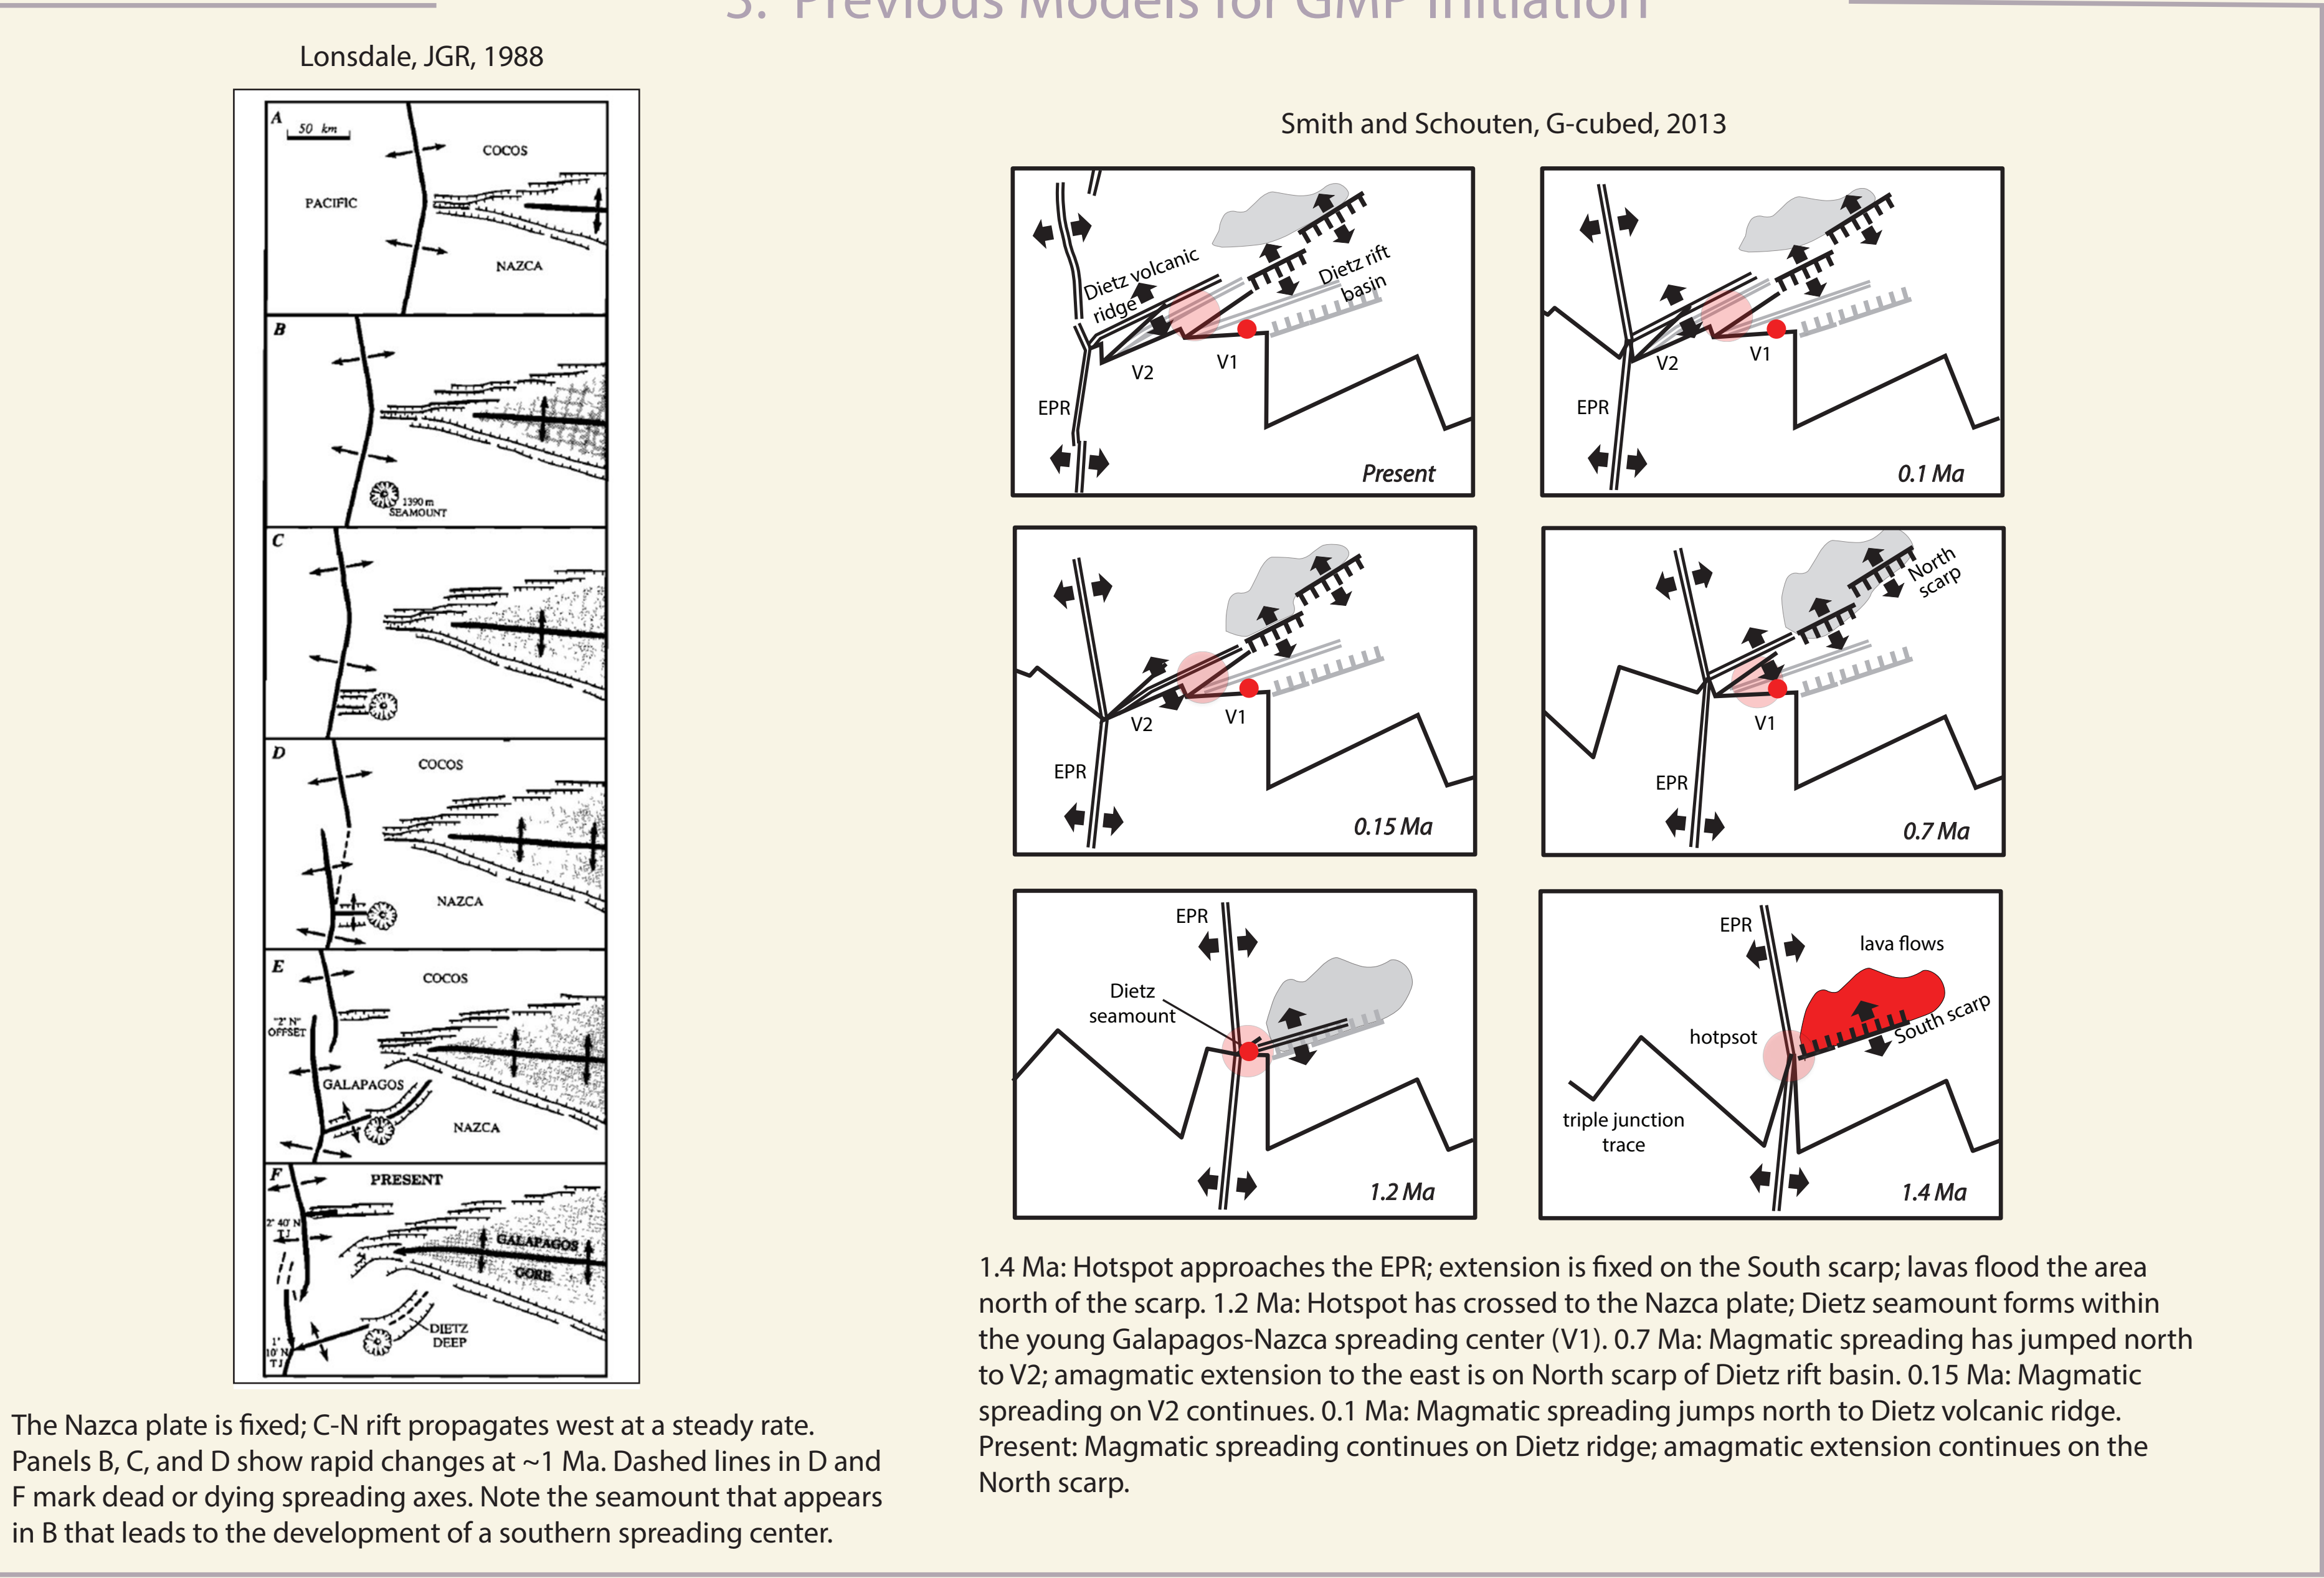 3. Previous Models for GMP Initiation
Lonsdale, JGR, 1988
A
50 km
COCOS
PACIFIC
NAZCA
B
1390 m
SEAMOUNT
C
D
COCOS
NAZCA
E
COCOS
"2° N"
OFFSET
GALAPAGOS
NAZCA
F
PRESENT
2° 40' N
TJ
GALAPAGOS
GORE
DIETZ
DEEP
1°
10' N
TJ
The Nazca plate is fixed; C-N rift propagates west at a steady rate.
Panels B, C, and D show rapid changes at ~1 Ma. Dashed lines in D and
F mark dead or dying spreading axes. Note the seamount that appears
in B that leads to the development of a southern spreading center.
Smith and Schouten, G-cubed, 2013
Dietz volcanic
ridge
Dietz rift
basin
V2
V1
EPR
Present
V2
V1
EPR
0.1 Ma
V2
V1
EPR
0.15 Ma
North
scarp
V1
EPR
0.7 Ma
EPR
Dietz
seamount
1.2 Ma
EPR
lava flows
hotpsot
South scarp
triple junction
trace
1.4 Ma
1.4 Ma: Hotspot approaches the EPR; extension is fixed on the South scarp; lavas flood the area
north of the scarp. 1.2 Ma: Hotspot has crossed to the Nazca plate; Dietz seamount forms within
the young Galapagos-Nazca spreading center (V1). 0.7 Ma: Magmatic spreading has jumped north
to V2; amagmatic extension to the east is on North scarp of Dietz rift basin. 0.15 Ma: Magmatic
spreading on V2 continues. 0.1 Ma: Magmatic spreading jumps north to Dietz volcanic ridge.
Present: Magmatic spreading continues on Dietz ridge; amagmatic extension continues on the
North scarp.